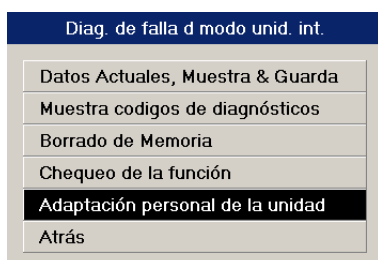 Diag. de falla d modo unid. int.
Datos Actuales, Muestra & Guarda
Muestra codigos de diagnósticos
Borrado de Memoria
Chequeo de la función
Adaptación personal de la unidad
Atrás